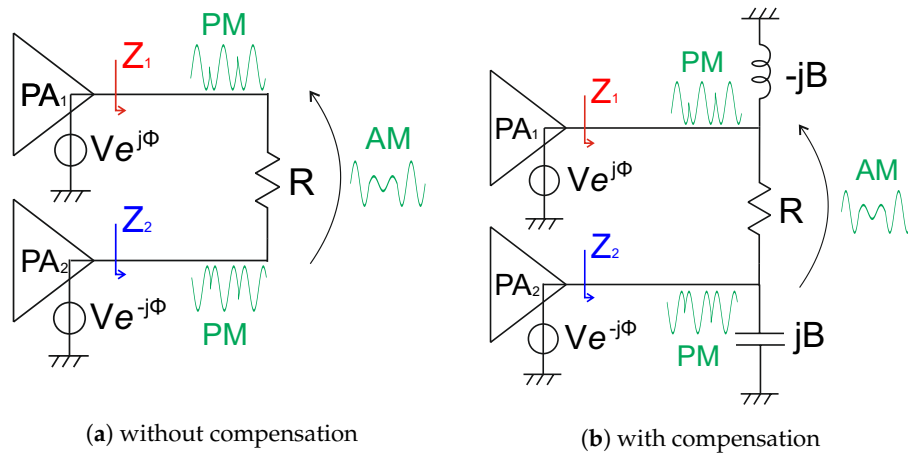 PM
Z₁
PA₁
Ve^jΦ
AM
R
Z₂
PA₂
Ve^-jΦ
PM
(a) without compensation
-jB
PM
Z₁
PA₁
Ve^jΦ
AM
R
Z₂
PA₂
Ve^-jΦ
PM
jB
(b) with compensation